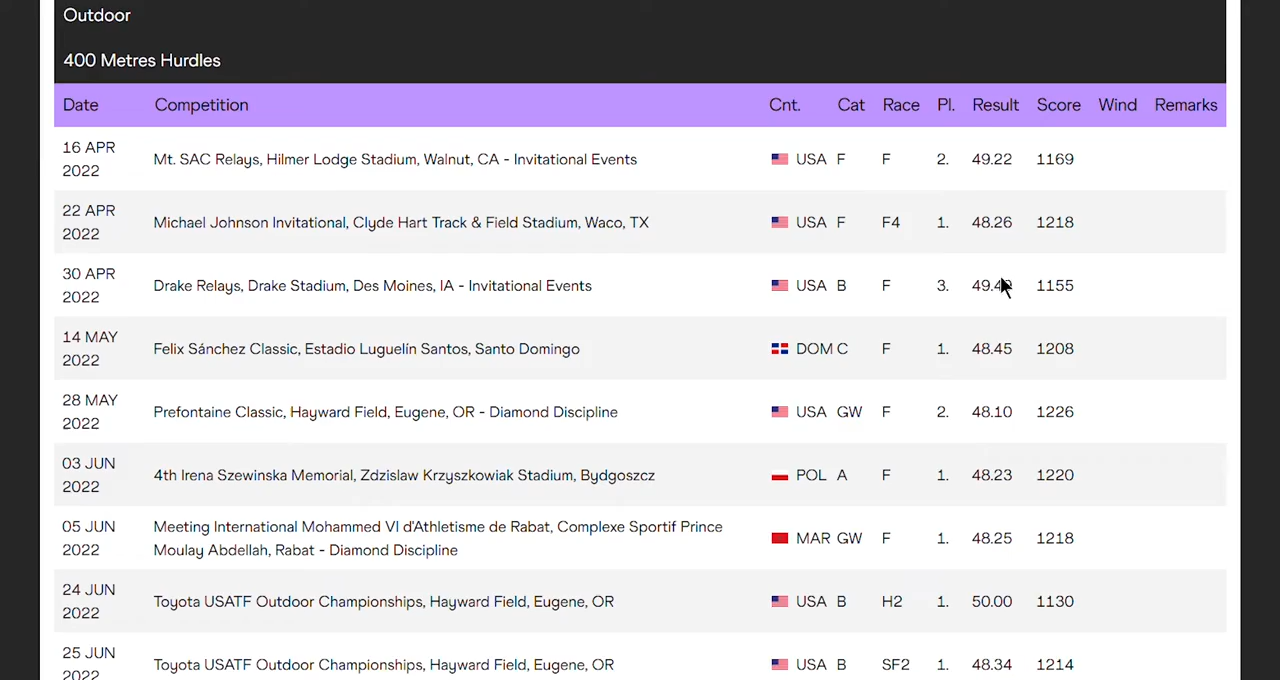 Outdoor
400 Metres Hurdles
Date Competition Cnt. Cat Race Pl. Result Score Wind Remarks
16 APR 2022 Mt. SAC Relays, Hilmer Lodge Stadium, Walnut, CA - Invitational Events USA F F 2. 49.22 1169
22 APR 2022 Michael Johnson Invitational, Clyde Hart Track & Field Stadium, Waco, TX USA F F4 1. 48.26 1218
30 APR 2022 Drake Relays, Drake Stadium, Des Moines, IA - Invitational Events USA B F 3. 1155
14 MAY 2022 Felix Sánchez Classic, Estadio Luguelín Santos, Santo Domingo DOM C F 1. 48.45 1208
28 MAY 2022 Prefontaine Classic, Hayward Field, Eugene, OR - Diamond Discipline USA GW F 2. 48.10 1226
03 JUN 2022 4th Irena Szewinska Memorial, Zdzislaw Krzyszkowiak Stadium, Bydgoszcz POL A F 1. 48.23 1220
05 JUN 2022 Meeting International Mohammed VI d'Athletisme de Rabat, Complexe Sportif Prince
Moulay Abdellah, Rabat - Diamond Discipline MAR GW F 1. 48.25 1218
24 JUN 2022 Toyota USATF Outdoor Championships, Hayward Field, Eugene, OR USA B H2 1. 50.00 1130
25 JUN 2022 Toyota USATF Outdoor Championships, Hayward Field, Eugene, OR USA B SF2 1. 48.34 1214